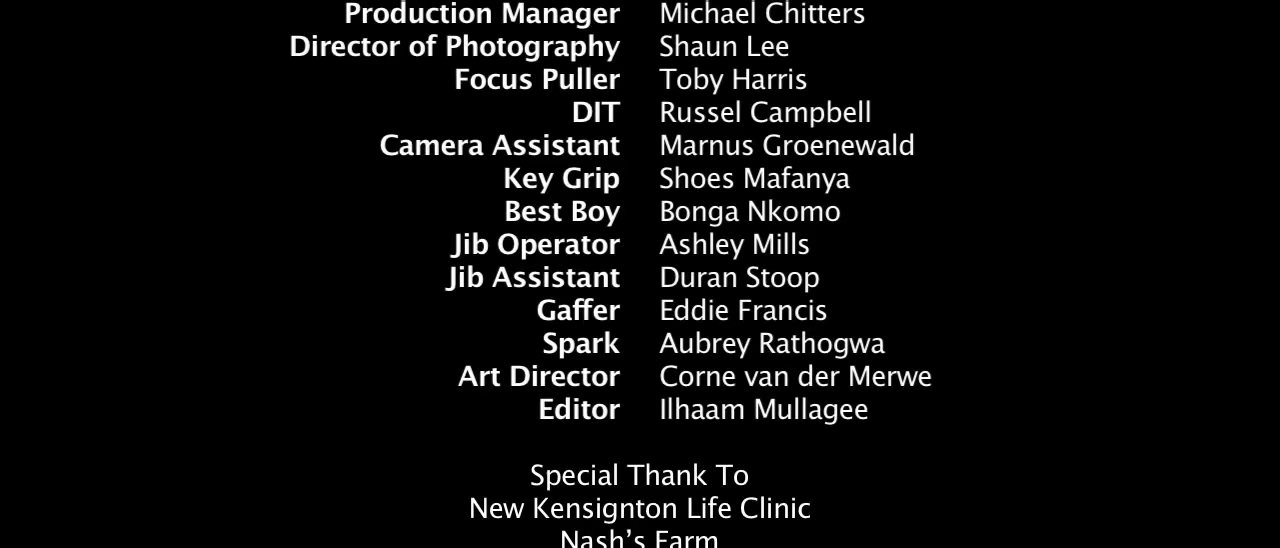 Production Manager Michael Chitters
Director of Photography Shaun Lee
Focus Puller Toby Harris
DIT Russel Campbell
Camera Assistant Marnus Groenewald
Key Grip Shoes Mafanya
Best Boy Bonga Nkomo
Jib Operator Ashley Mills
Jib Assistant Duran Stoop
Gaffer Eddie Francis
Spark Aubrey Rathogwa
Art Director Corne van der Merwe
Editor Ilhaam Mullagee
Special Thank To
New Kensignton Life Clinic
Nash's Farm